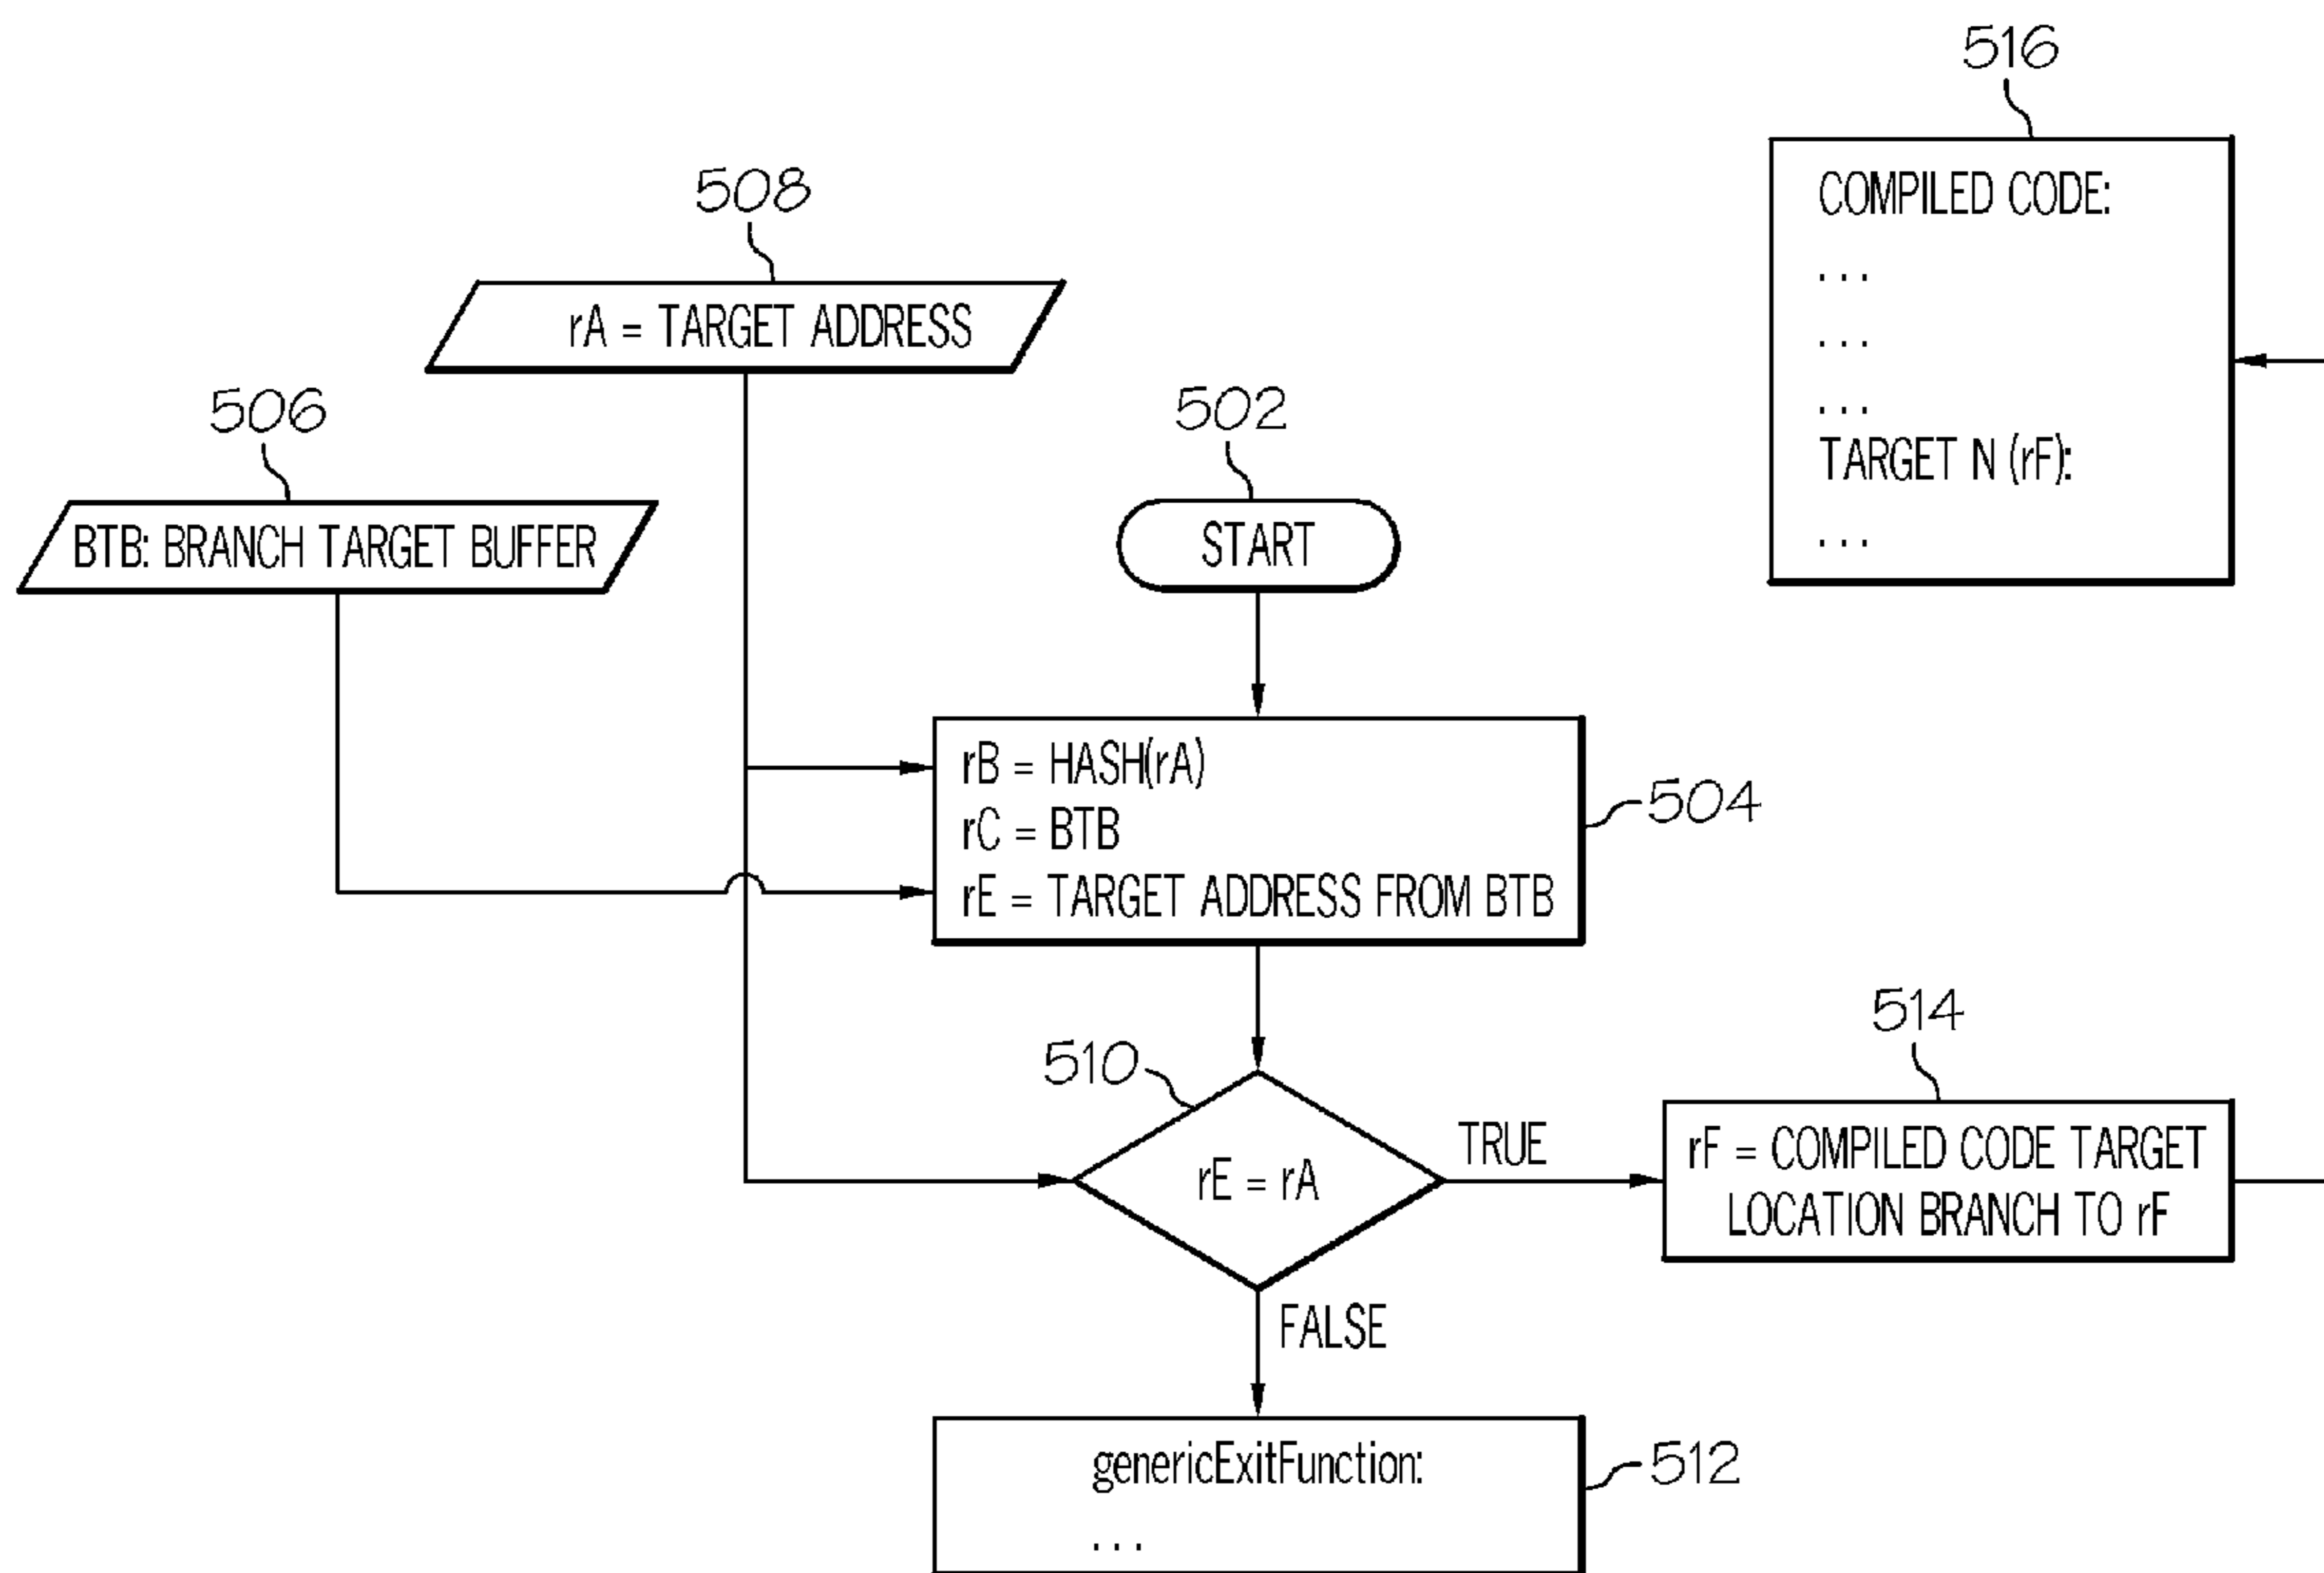 516
COMPILED CODE:
. . .
. . .
. . .
TARGET N (rF):
. . .
508
rA = TARGET ADDRESS
506
BTB: BRANCH TARGET BUFFER
502
START
rB = HASH(rA)
rC = BTB
rE = TARGET ADDRESS FROM BTB
504
510
rE = rA
TRUE
FALSE
514
rF = COMPILED CODE TARGET
LOCATION BRANCH TO rF
genericExitFunction:
. . .
512